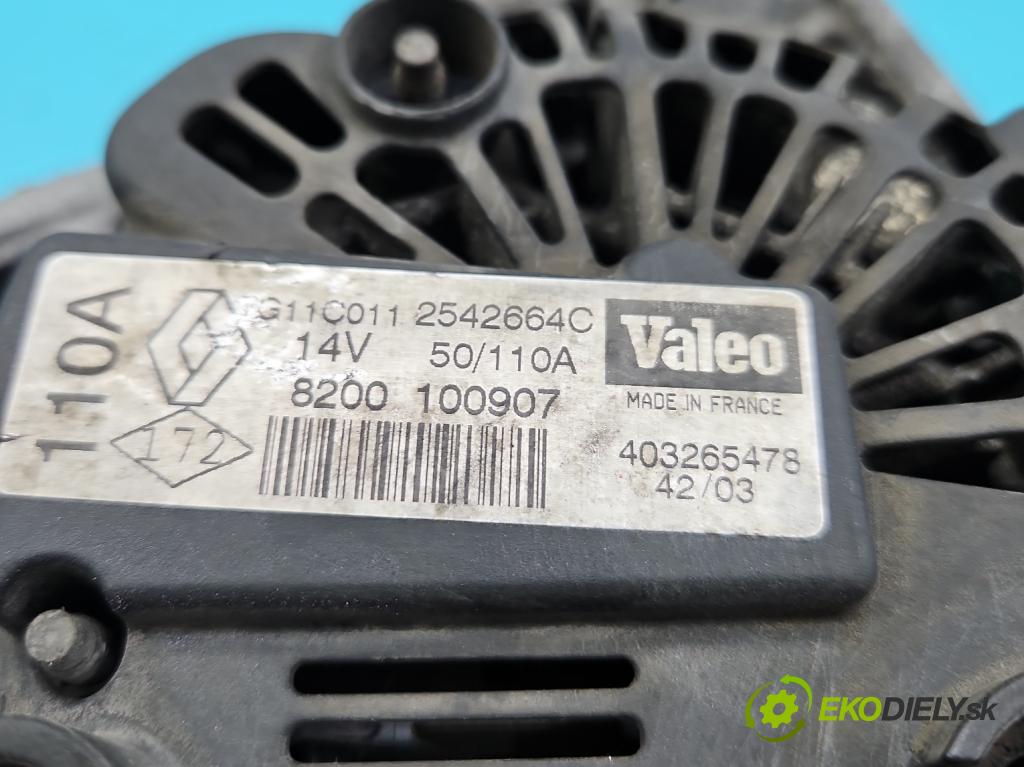 110A
G11C011 2542664C
14V 50/110A
8200 100907
172
Valeo
MADE IN FRANCE
403265478
42/03
EKODIELY.sk